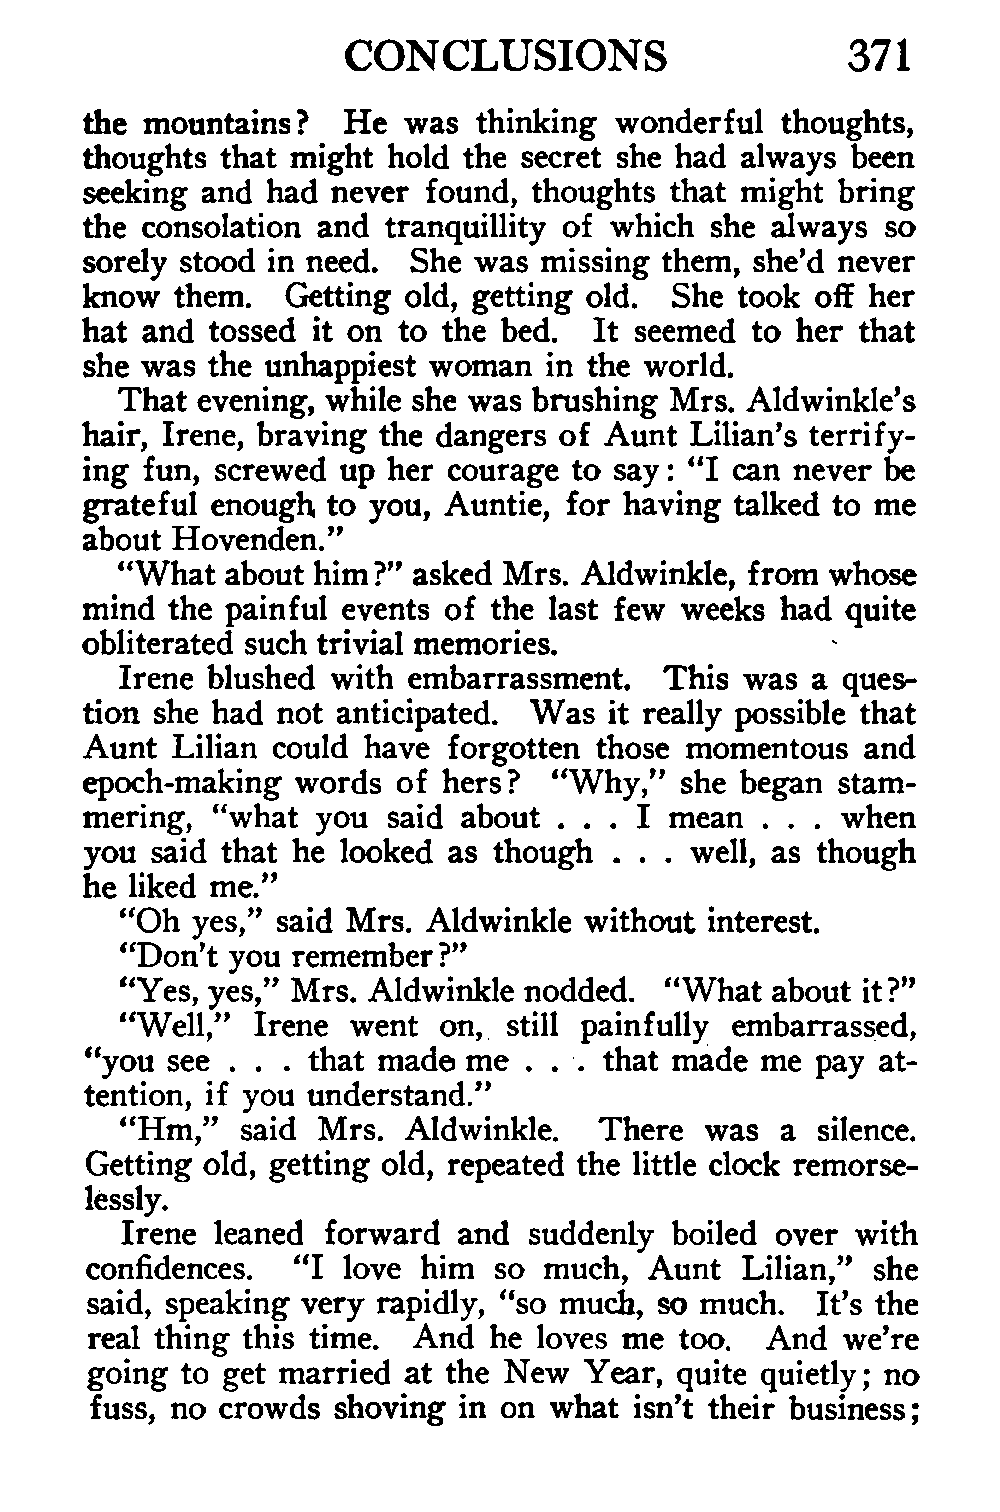 CONCLUSIONS 371
the mountains? He was thinking wonderful thoughts,
thoughts that might hold the secret she had always been
seeking and had never found, thoughts that might bring
the consolation and tranquillity of which she always so
sorely stood in need. She was missing them, she'd never
know them. Getting old, getting old. She took off her
hat and tossed it on to the bed. It seemed to her that
she was the unhappiest woman in the world.
That evening, while she was brushing Mrs. Aldwinkle's
hair, Irene, braving the dangers of Aunt Lilian's terrify-
ing fun, screwed up her courage to say: "I can never be
grateful enough to you, Auntie, for having talked to me
about Hovenden."
"What about him?" asked Mrs. Aldwinkle, from whose
mind the painful events of the last few weeks had quite
obliterated such trivial memories.
Irene blushed with embarrassment. This was a ques-
tion she had not anticipated. Was it really possible that
Aunt Lilian could have forgotten those momentous and
epoch-making words of hers? "Why," she began stam-
mering, "what you said about . . . I mean . . . when
you said that he looked as though . . . well, as though
he liked me."
"Oh yes," said Mrs. Aldwinkle without interest.
"Don't you remember?"
"Yes, yes," Mrs. Aldwinkle nodded. "What about it?"
"Well," Irene went on, still painfully embarrassed,
"you see . . . that made me . . . that made me pay at-
tention, if you understand."
"Hm," said Mrs. Aldwinkle. There was a silence.
Getting old, getting old, repeated the little clock remorse-
lessly.
Irene leaned forward and suddenly boiled over with
confidences. "I love him so much, Aunt Lilian," she
said, speaking very rapidly, "so much, so much. It's the
real thing this time. And he loves me too. And we're
going to get married at the New Year, quite quietly; no
fuss, no crowds shoving in on what isn't their business;